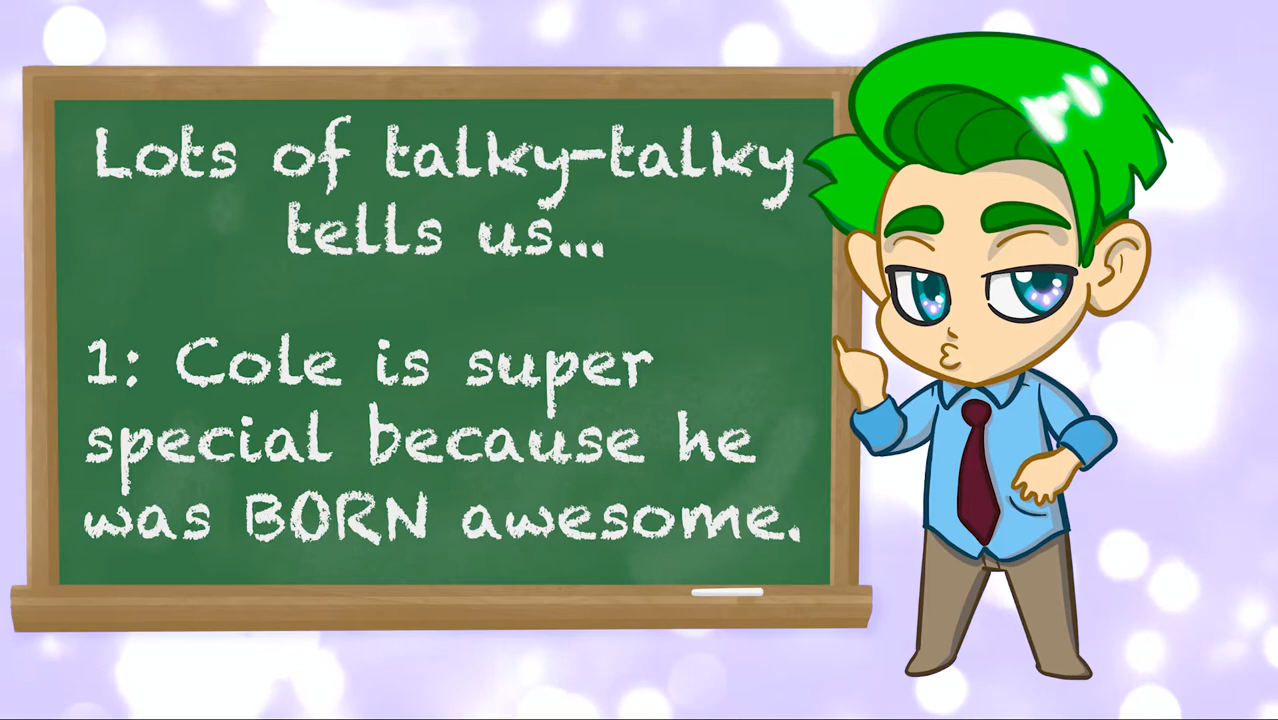 Lots of talky-talky
tells us...
1: Cole is super
special because he
was BORN awesome.